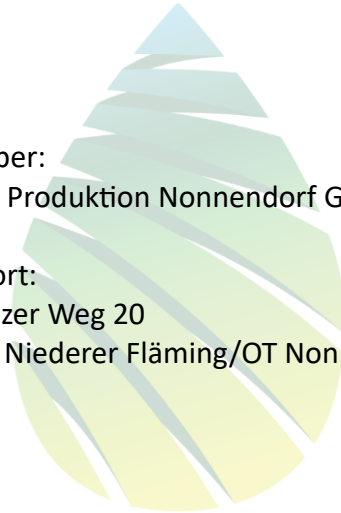 ber:
Produktion Nonnendorf G
ort:
zer Weg 20
Niederer Fläming/OT Non